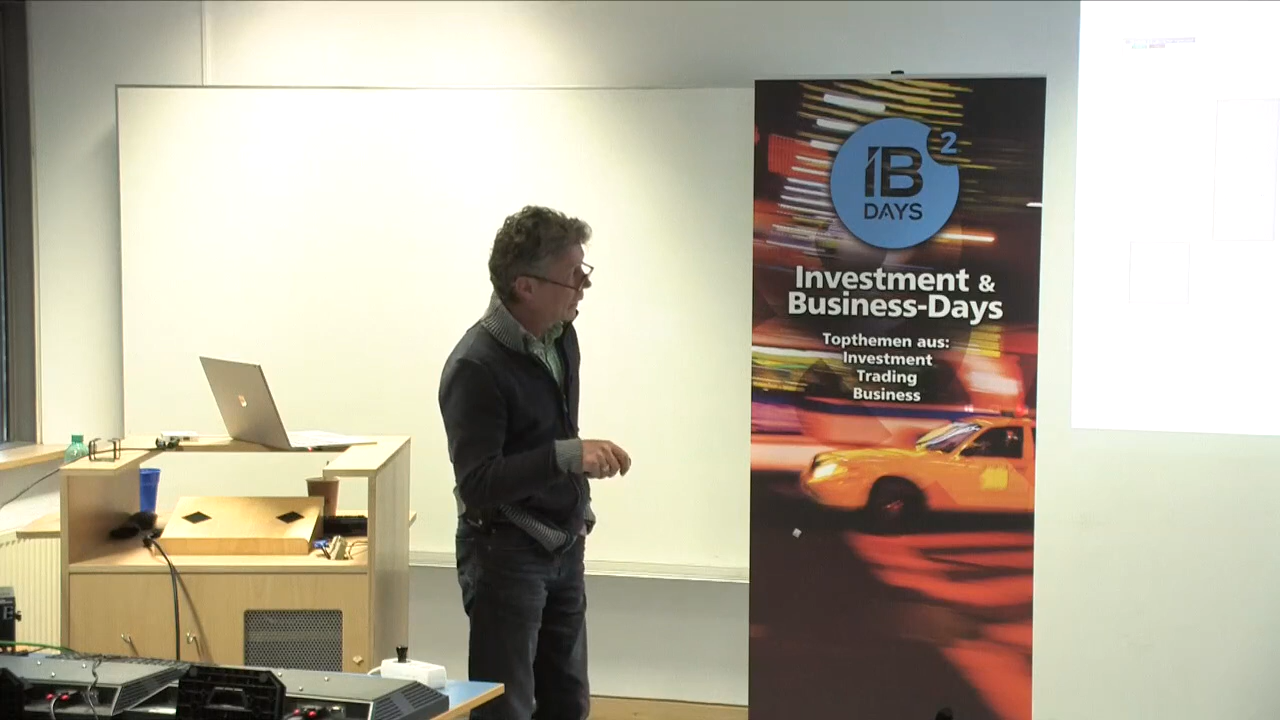 IB
2
DAYS
Investment &
Business-Days
Topthemen aus:
Investment
Trading
Business